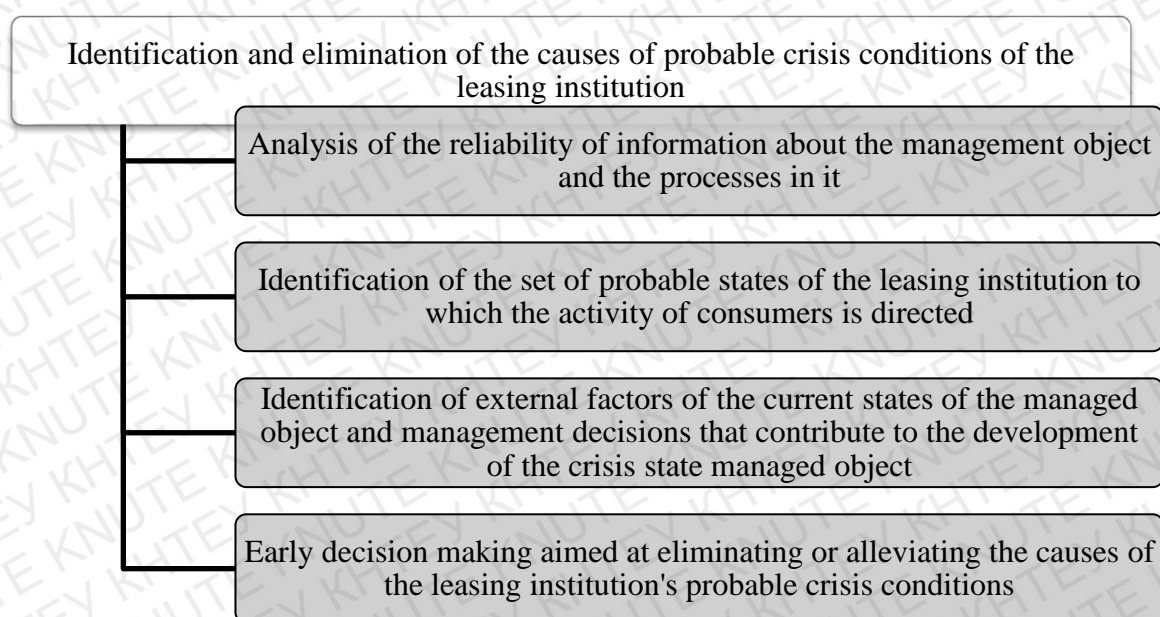 Identification and elimination of the causes of probable crisis conditions of the
leasing institution
Analysis of the reliability of information about the management object
and the processes in it
Identification of the set of probable states of the leasing institution to
which the activity of consumers is directed
Identification of external factors of the current states of the managed
object and management decisions that contribute to the development
of the crisis state managed object
Early decision making aimed at eliminating or alleviating the causes of
the leasing institution's probable crisis conditions